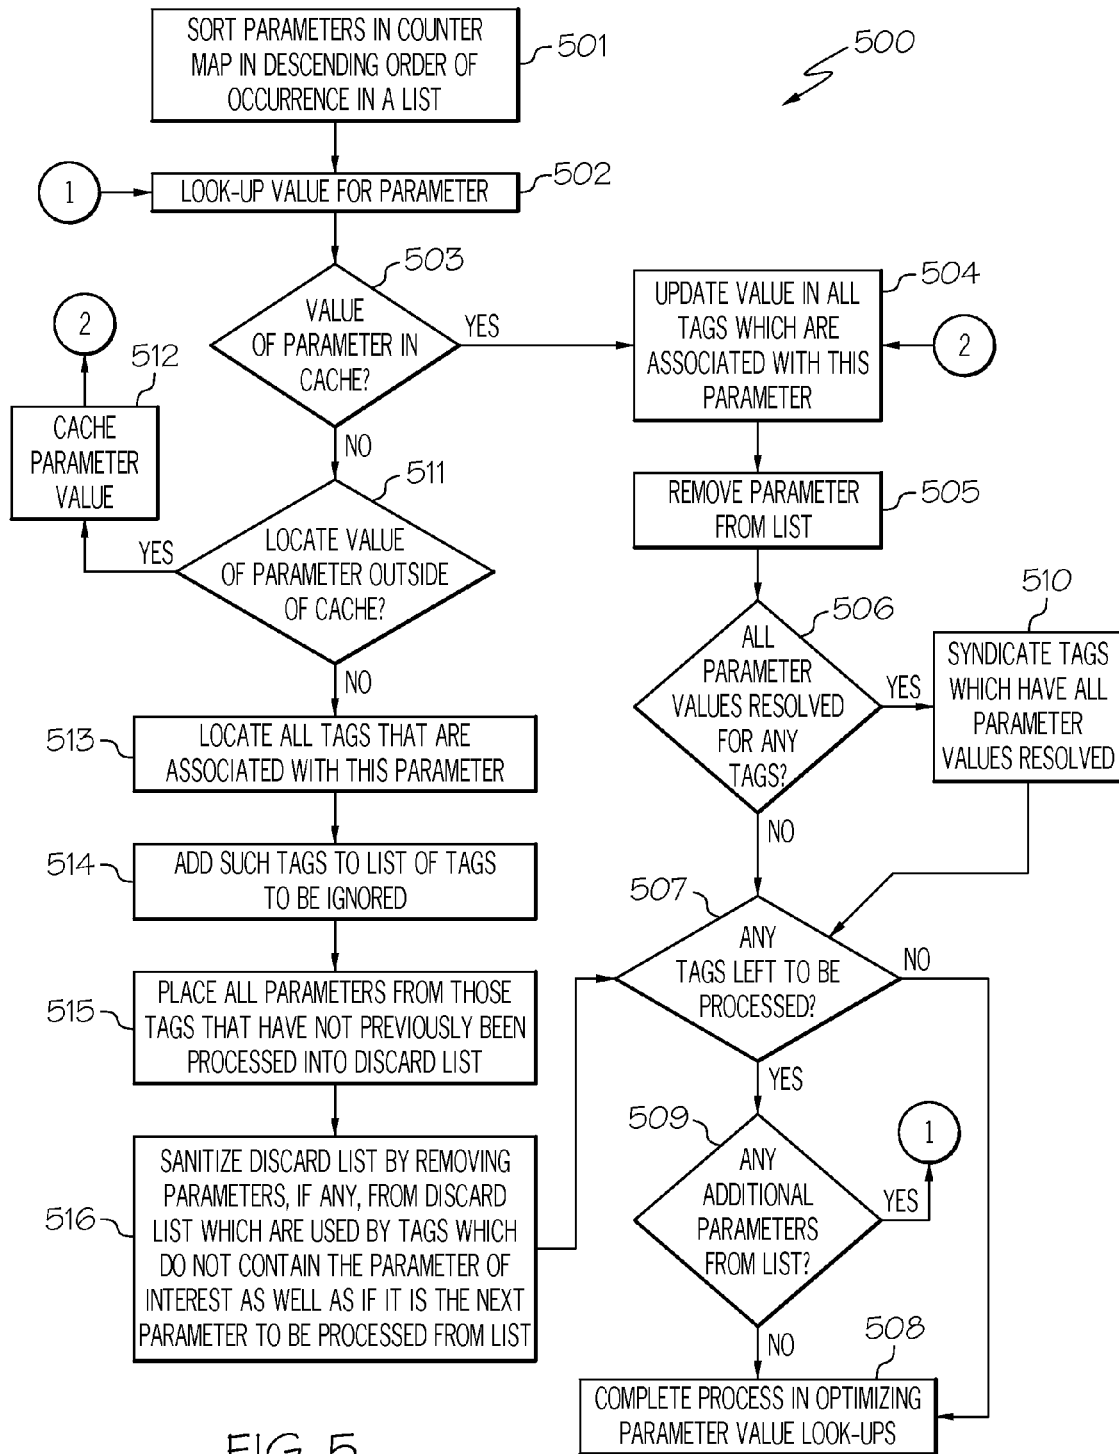 SORT PARAMETERS IN COUNTER
MAP IN DESCENDING ORDER OF
OCCURRENCE IN A LIST
501
500
1
LOOK-UP VALUE FOR PARAMETER
502
503
VALUE
OF PARAMETER IN
CACHE?
YES
NO
504
UPDATE VALUE IN ALL
TAGS WHICH ARE
ASSOCIATED WITH THIS
PARAMETER
2
2
512
CACHE
PARAMETER
VALUE
511
LOCATE VALUE
OF PARAMETER OUTSIDE
OF CACHE?
YES
NO
REMOVE PARAMETER
FROM LIST
505
506
ALL
PARAMETER
VALUES RESOLVED
FOR ANY
TAGS?
YES
NO
510
SYNDICATE TAGS
WHICH HAVE ALL
PARAMETER
VALUES RESOLVED
513
LOCATE ALL TAGS THAT ARE
ASSOCIATED WITH THIS PARAMETER
514
ADD SUCH TAGS TO LIST OF TAGS
TO BE IGNORED
507
ANY
TAGS LEFT TO BE
PROCESSED?
NO
YES
515
PLACE ALL PARAMETERS FROM THOSE
TAGS THAT HAVE NOT PREVIOUSLY BEEN
PROCESSED INTO DISCARD LIST
509
ANY
ADDITIONAL
PARAMETERS
FROM LIST?
YES
1
NO
516
SANITIZE DISCARD LIST BY REMOVING
PARAMETERS, IF ANY, FROM DISCARD
LIST WHICH ARE USED BY TAGS WHICH
DO NOT CONTAIN THE PARAMETER OF
INTEREST AS WELL AS IF IT IS THE NEXT
PARAMETER TO BE PROCESSED FROM LIST
508
COMPLETE PROCESS IN OPTIMIZING
PARAMETER VALUE LOOK-UPS
FIG. 5